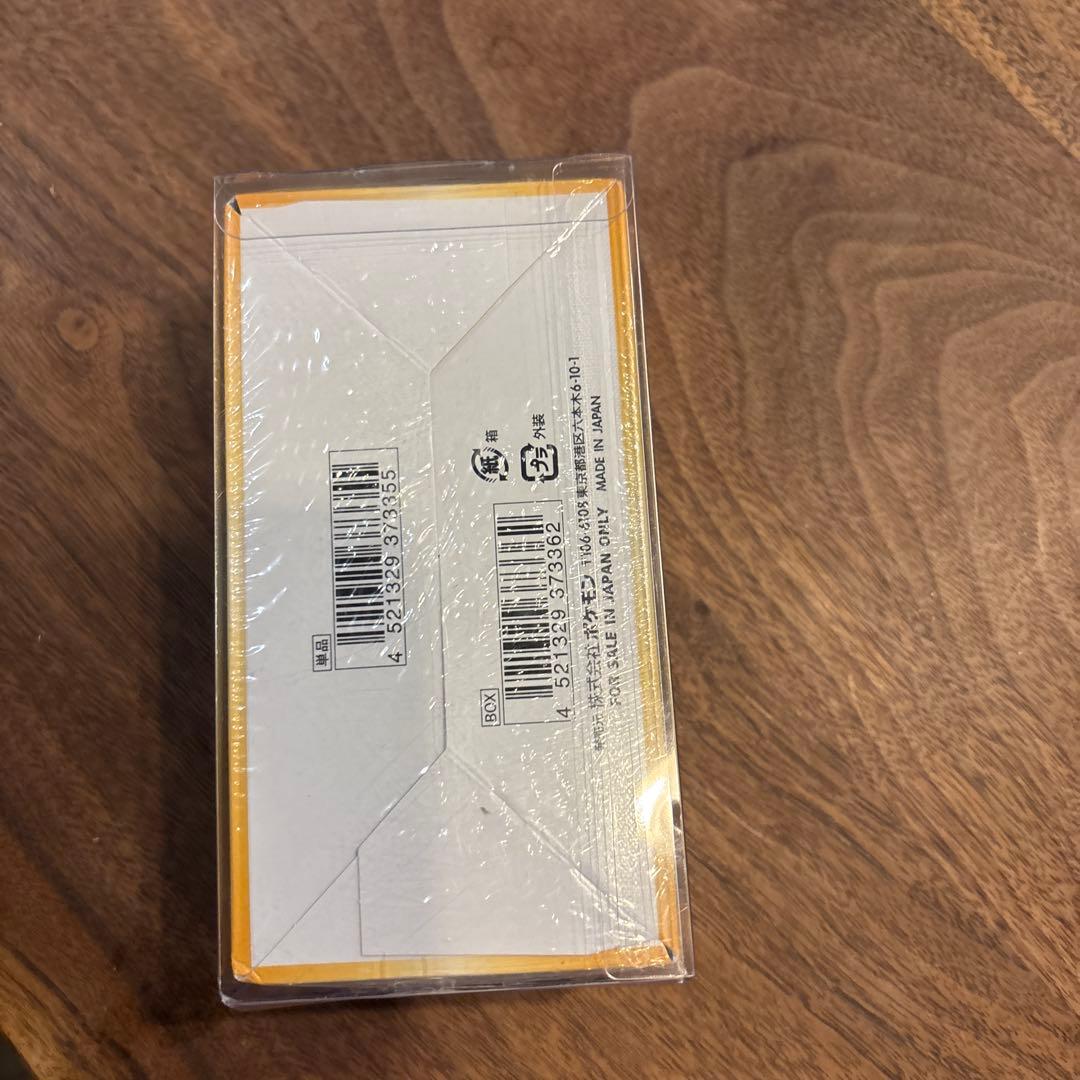 単品
4 521329 373355
BOX
4 521329 373362
紙 箱
プラ 外装
発売元 株式会社ポケモン 〒106-6108 東京都港区六本木6-10-1
FOR SALE IN JAPAN ONLY MADE IN JAPAN